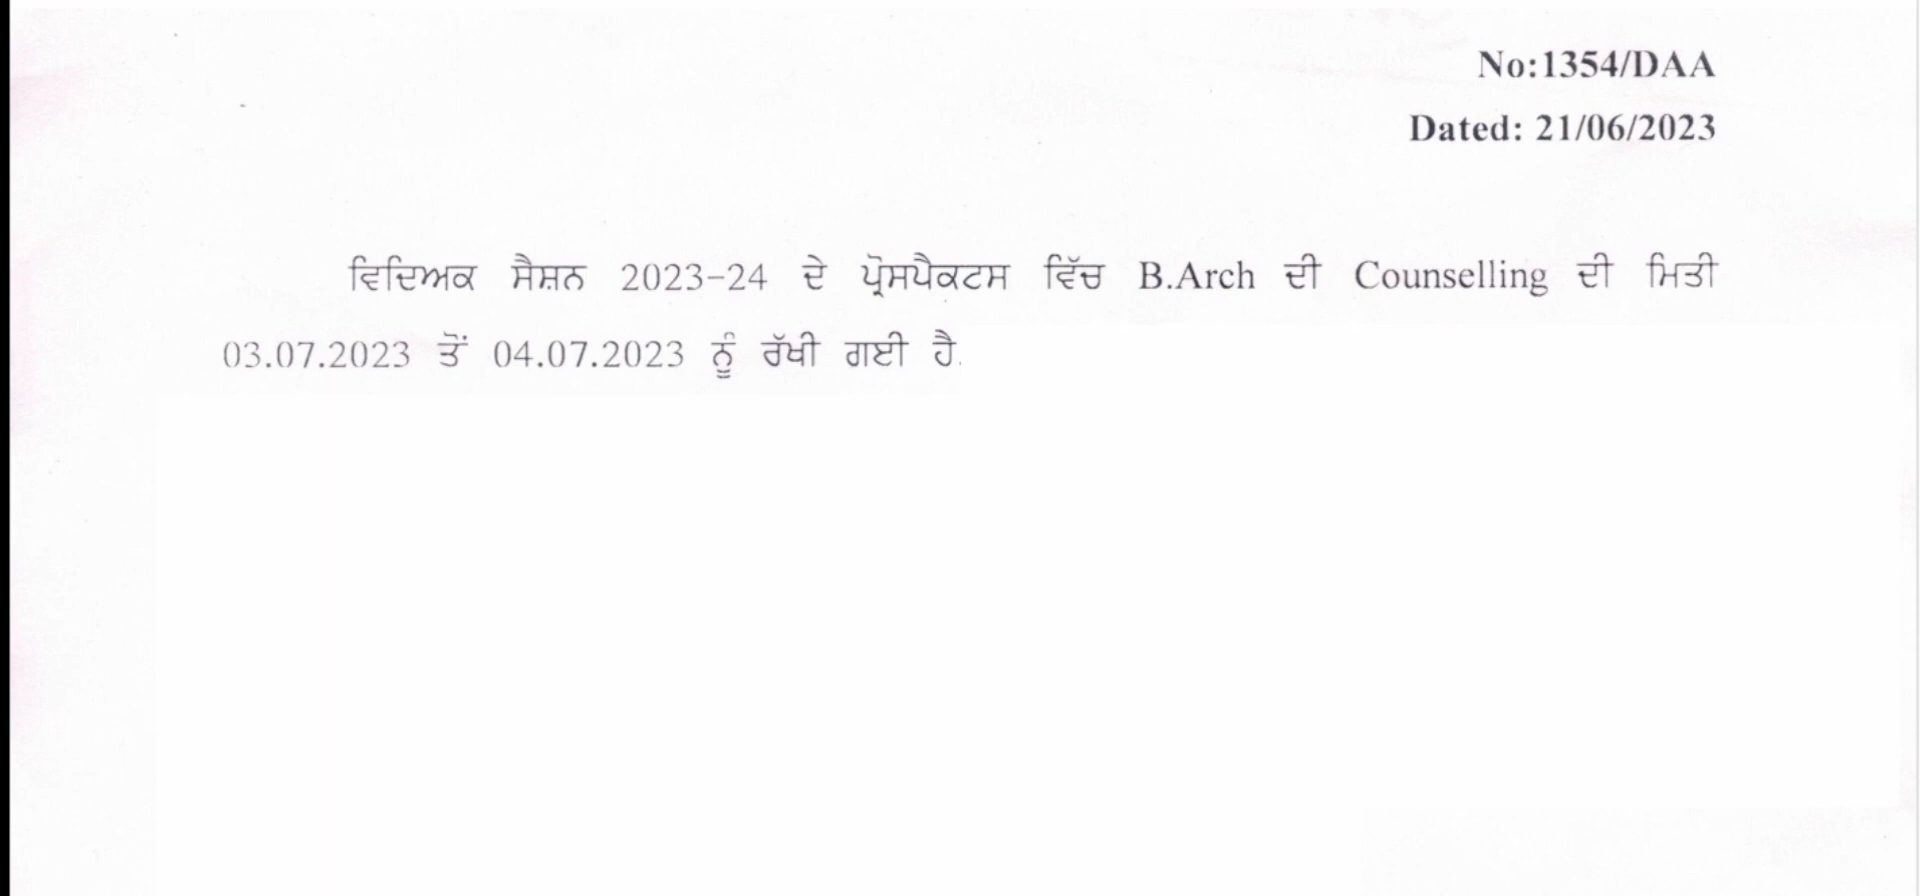 No:1354/DAA
Dated: 21/06/2023
ਵਿਦਿਅਕ ਸੈਸ਼ਨ 2023-24 ਦੇ ਪ੍ਰੋਸਪੈਕਟਸ ਵਿੱਚ B.Arch ਦੀ Counselling ਦੀ ਮਿਤੀ
03.07.2023 ਤੋਂ 04.07.2023 ਨੂੰ ਰੱਖੀ ਗਈ ਹੈ.